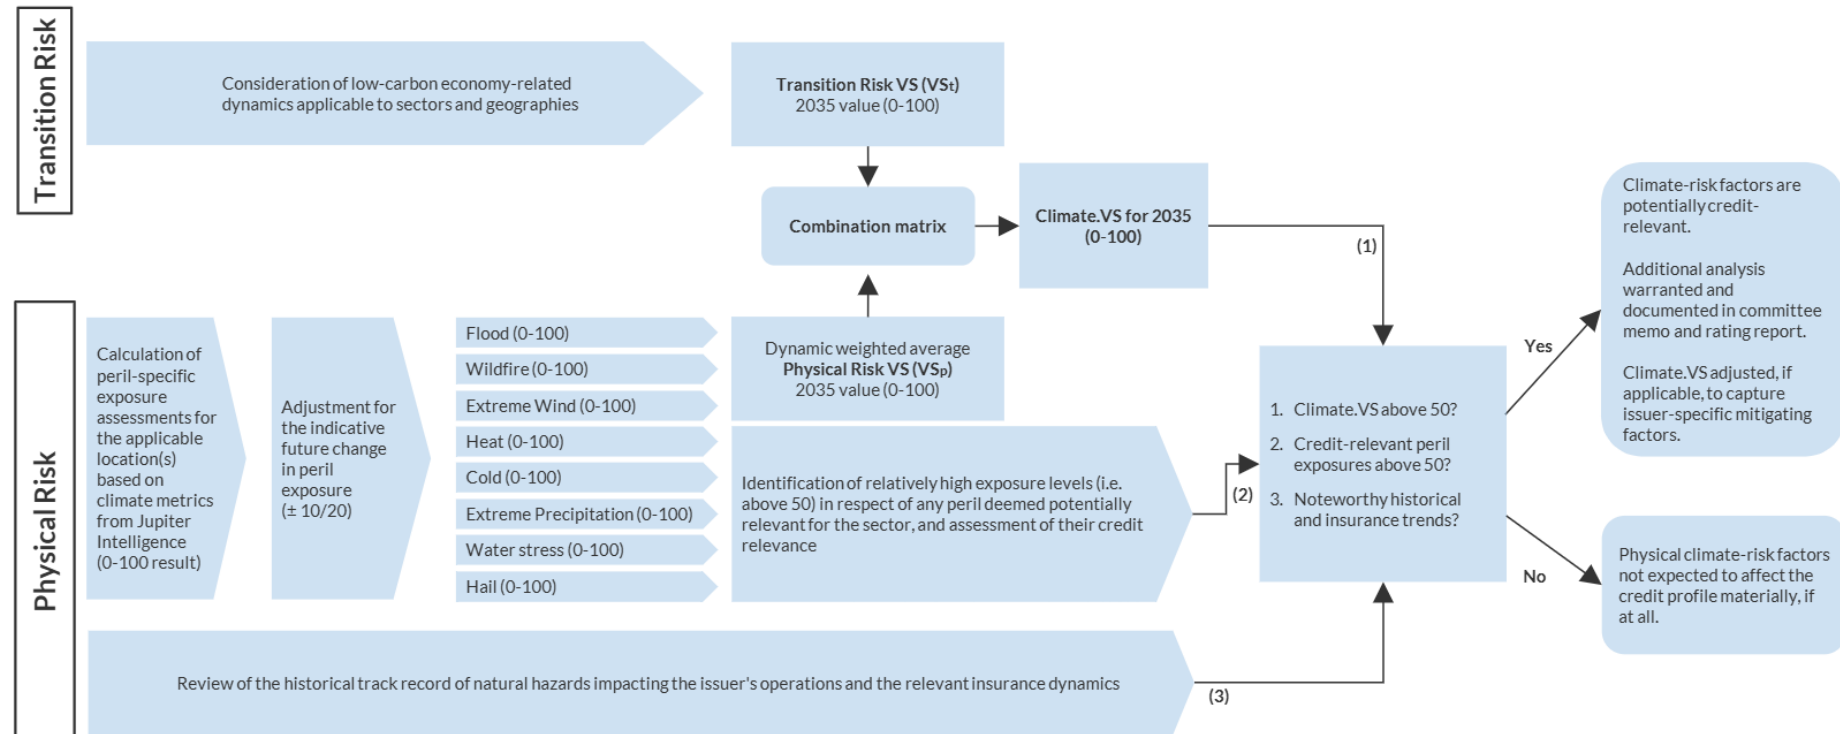 Transition Risk
Consideration of low-carbon economy-related
dynamics applicable to sectors and geographies
Transition Risk VS (VSt)
2035 value (0-100)
Combination matrix
Climate.VS for 2035
(0-100)
(1)
Physical Risk
Calculation of
peril-specific
exposure
assessments for
the applicable
location(s)
based on
climate metrics
from Jupiter
Intelligence
(0-100 result)
Adjustment for
the indicative
future change
in peril
exposure
(± 10/20)
Flood (0-100)
Wildfire (0-100)
Extreme Wind (0-100)
Heat (0-100)
Cold (0-100)
Extreme Precipitation (0-100)
Water stress (0-100)
Hail (0-100)
Dynamic weighted average
Physical Risk VS (VSp)
2035 value (0-100)
Identification of relatively high exposure levels (i.e.
above 50) in respect of any peril deemed potentially
relevant for the sector, and assessment of their credit
relevance
(2)
Review of the historical track record of natural hazards impacting the issuer's operations and the relevant insurance dynamics
(3)
1. Climate.VS above 50?
2. Credit-relevant peril
exposures above 50?
3. Noteworthy historical
and insurance trends?
Yes
Climate-risk factors are
potentially credit-
relevant.
Additional analysis
warranted and
documented in committee
memo and rating report.
Climate.VS adjusted, if
applicable, to capture
issuer-specific mitigating
factors.
No
Physical climate-risk factors
not expected to affect the
credit profile materially, if
at all.